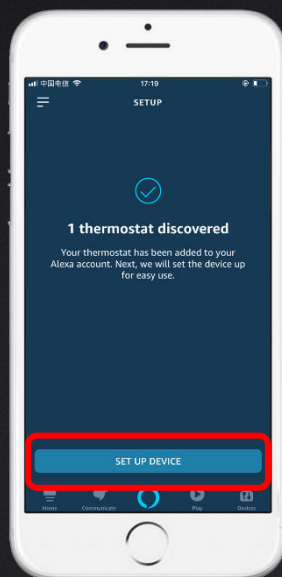 中国电信 17:19
SETUP
1 thermostat discovered
Your thermostat has been added to your
Alexa account. Next, we will set the device up
for easy use.
SET UP DEVICE
Home Communicate Play Devices